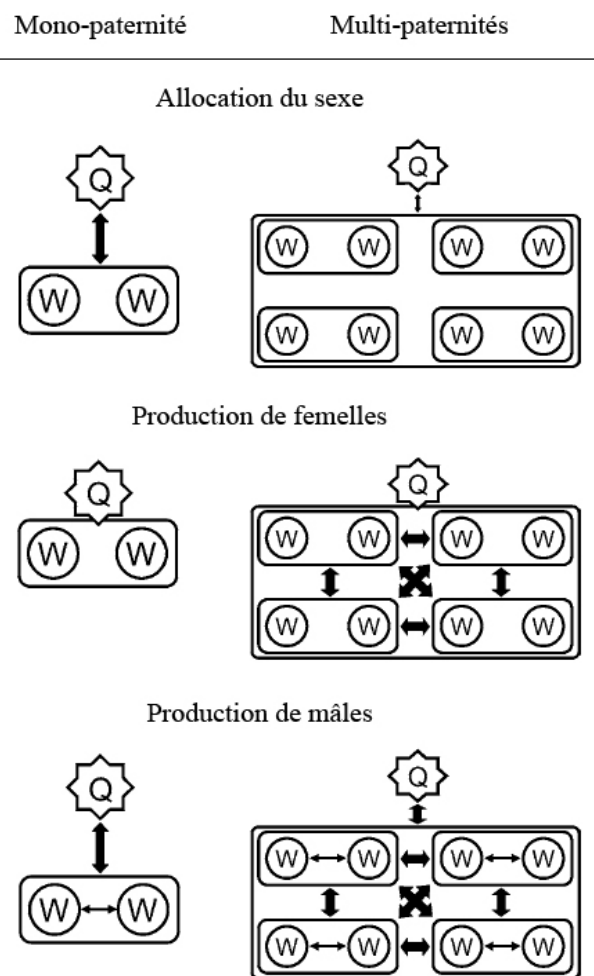 Mono-paternité Multi-paternités
Allocation du sexe
Q Q
W W W W
W W
W W W W
Production de femelles
Q Q
W W W W W W
W W W W
Production de mâles
Q Q
W W W W
W W
W W W W